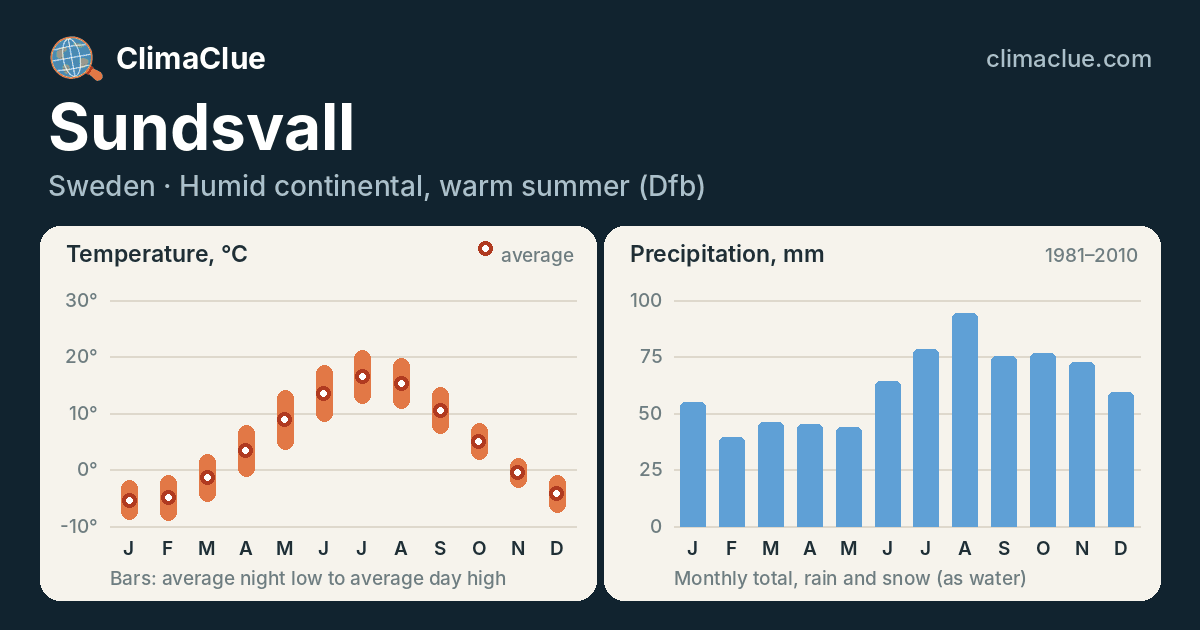 ClimaClue
climaclue.com
Sundsvall
Sweden · Humid continental, warm summer (Dfb)
Temperature, °C
average
30°
20°
10°
0°
-10°
J F M A M J J A S O N D
Bars: average night low to average day high
Precipitation, mm
1981–2010
100
75
50
25
0
J F M A M J J A S O N D
Monthly total, rain and snow (as water)